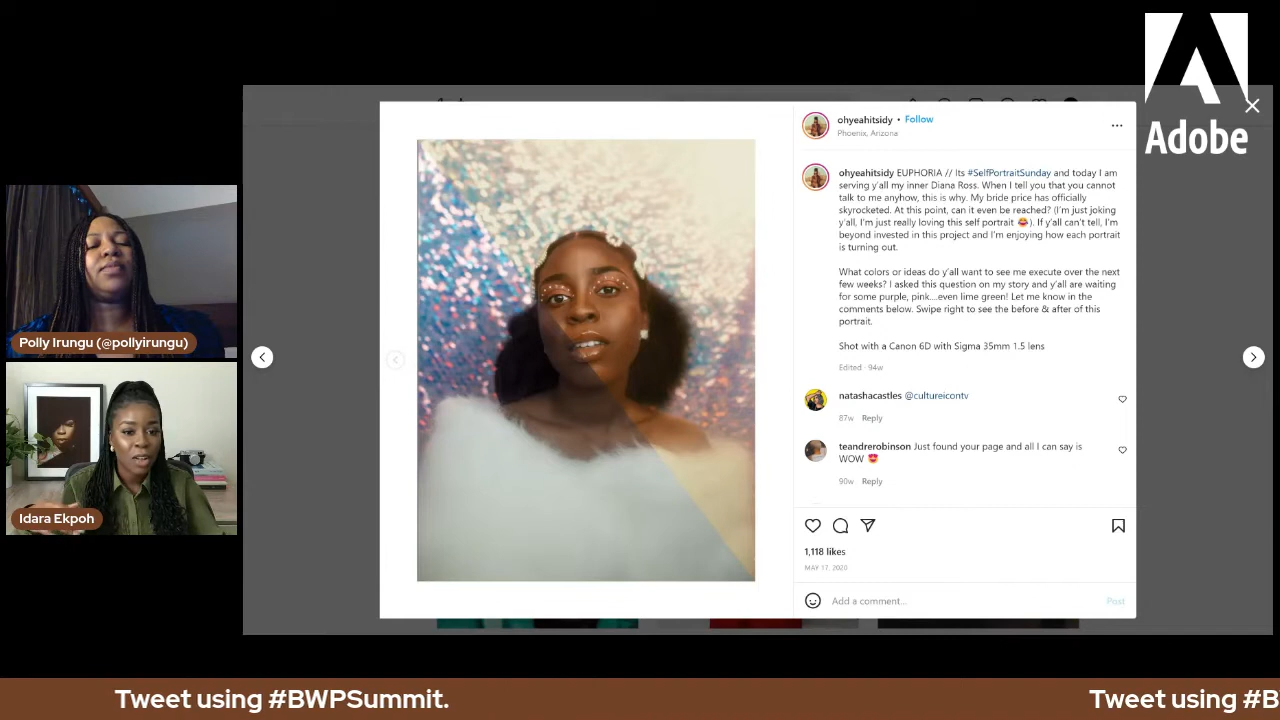 Adobe
ohyeahitsidy • Follow
Phoenix, Arizona
ohyeahitsidy EUPHORIA // Its #SelfPortraitSunday and today I am
serving y'all my inner Diana Ross. When I tell you that you cannot
talk to me anyhow, this is why. My bride price has officially
skyrocketed. At this point, can it even be reached? (I'm just joking
y'all, I'm just really loving this self portrait 😍). If y'all can't tell, I'm
beyond invested in this project and I'm enjoying how each portrait
is turning out.
What colors or ideas do y'all want to see me execute over the next
few weeks? I asked this question on my story and y'all are waiting
for some purple, pink....even lime green! Let me know in the
comments below. Swipe right to see the before & after of this
portrait.
Shot with a Canon 6D with Sigma 35mm 1.5 lens
Edited · 94w
natashacastles @cultureicontv
87w Reply
teandrerobinson Just found your page and all I can say is
WOW 😍
90w Reply
1,118 likes
MAY 17, 2020
Add a comment...
Post
Polly Irungu (@pollyirungu)
Idara Ekpoh
Tweet using #BWPSummit.
Tweet using #B